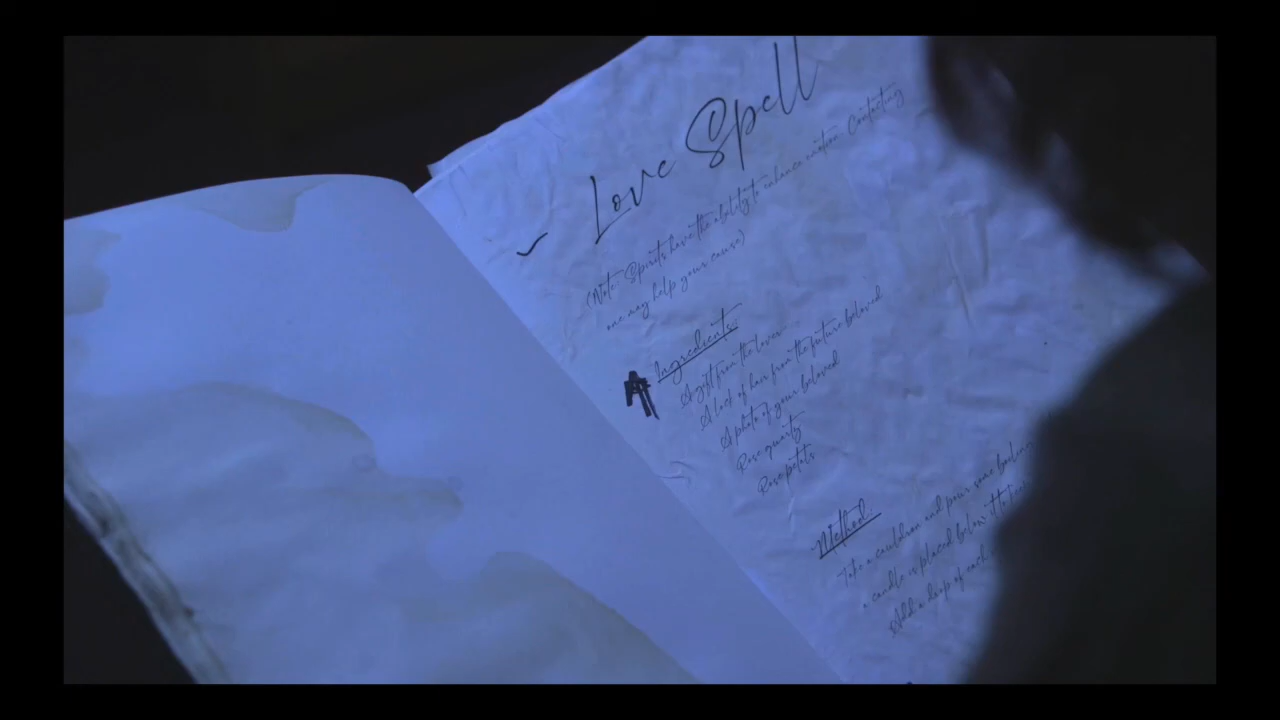 Love Spell
(Note: Spirits have the ability to enhance emotion. Contacting
one may help your cause)
Ingredients:
A gift from the lover
A lock of hair from the future beloved
A photo of your beloved
Rose quartz
Rose petals
Method:
Take a cauldron and pour some
a candle is placed below it to
Add a drop of each